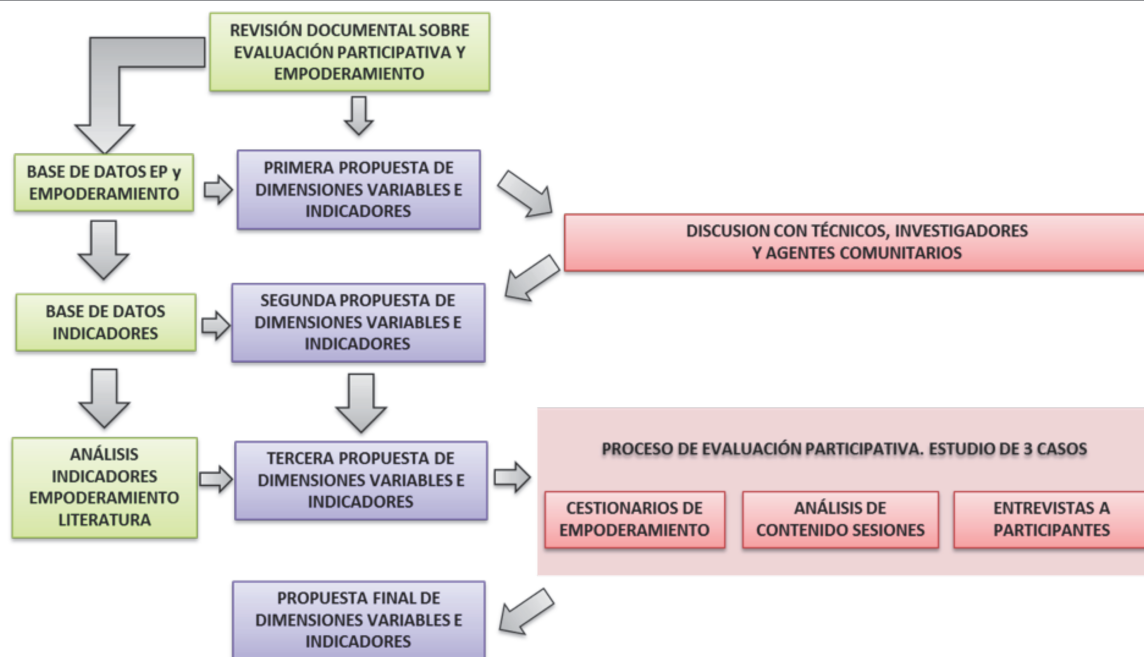 REVISIÓN DOCUMENTAL SOBRE
EVALUACIÓN PARTICIPATIVA Y
EMPODERAMIENTO
BASE DE DATOS EP y
EMPODERAMIENTO
PRIMERA PROPUESTA DE
DIMENSIONES VARIABLES E
INDICADORES
DISCUSION CON TÉCNICOS, INVESTIGADORES
Y AGENTES COMUNITARIOS
BASE DE DATOS
INDICADORES
SEGUNDA PROPUESTA DE
DIMENSIONES VARIABLES E
INDICADORES
ANÁLISIS
INDICADORES
EMPODERAMIENTO
LITERATURA
TERCERA PROPUESTA DE
DIMENSIONES VARIABLES E
INDICADORES
PROCESO DE EVALUACIÓN PARTICIPATIVA. ESTUDIO DE 3 CASOS
CESTIONARIOS DE
EMPODERAMIENTO
ANÁLISIS DE
CONTENIDO SESIONES
ENTREVISTAS A
PARTICIPANTES
PROPUESTA FINAL DE
DIMENSIONES VARIABLES E
INDICADORES